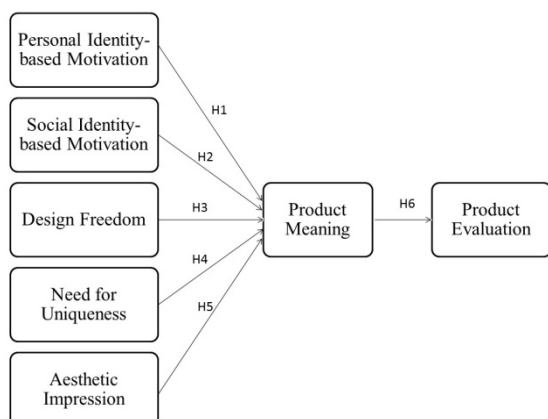 Personal Identity-
based Motivation
H1
Social Identity-
based Motivation
H2
Design Freedom
H3
Product
Meaning
H6
Product
Evaluation
H4
Need for
Uniqueness
H5
Aesthetic
Impression